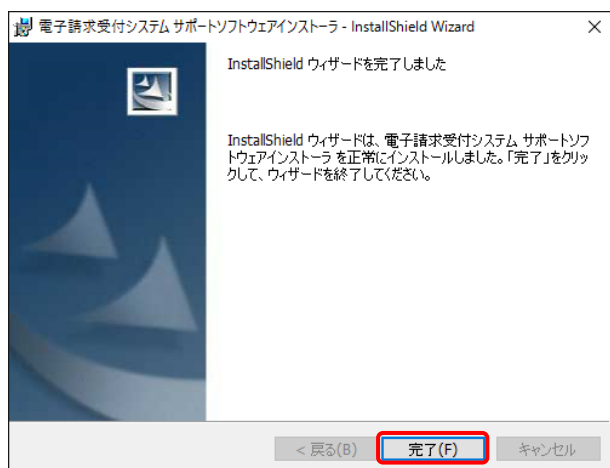 電子請求受付システム サポートソフトウェアインストーラ - InstallShield Wizard
InstallShield ウィザードを完了しました
InstallShield ウィザードは、電子請求受付システム サポートソフ
トウェアインストーラ を正常にインストールしました。「完了」をクリッ
クして、ウィザードを終了してください。
< 戻る(B)
完了(F)
キャンセル